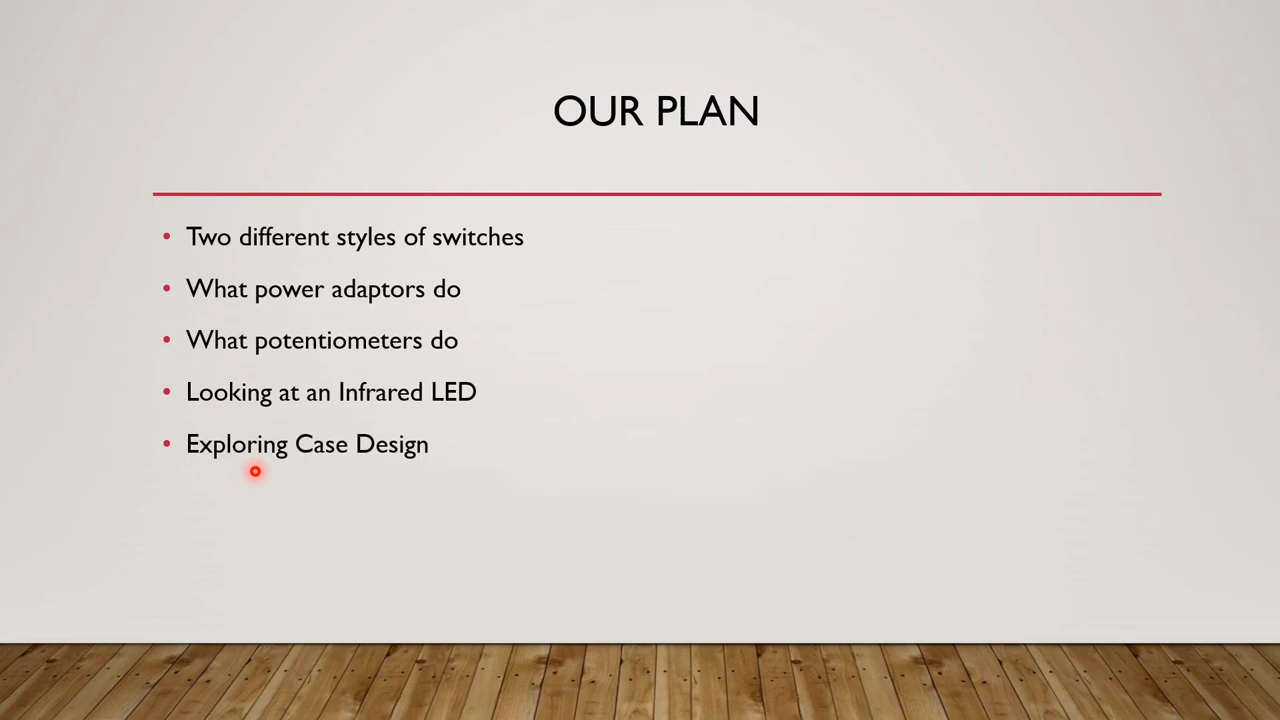 OUR PLAN
• Two different styles of switches
• What power adaptors do
• What potentiometers do
• Looking at an Infrared LED
• Exploring Case Design